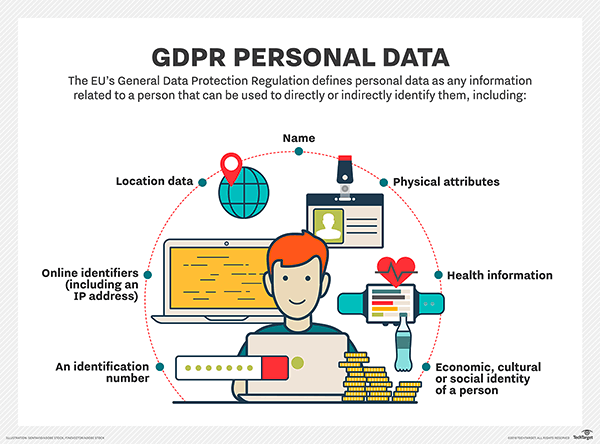 GDPR PERSONAL DATA
The EU's General Data Protection Regulation defines personal data as any information
related to a person that can be used to directly or indirectly identify them, including:
Name
Location data
Physical attributes
Online identifiers
(including an
IP address)
Health information
An identification
number
Economic, cultural
or social identity
of a person
TechTarget